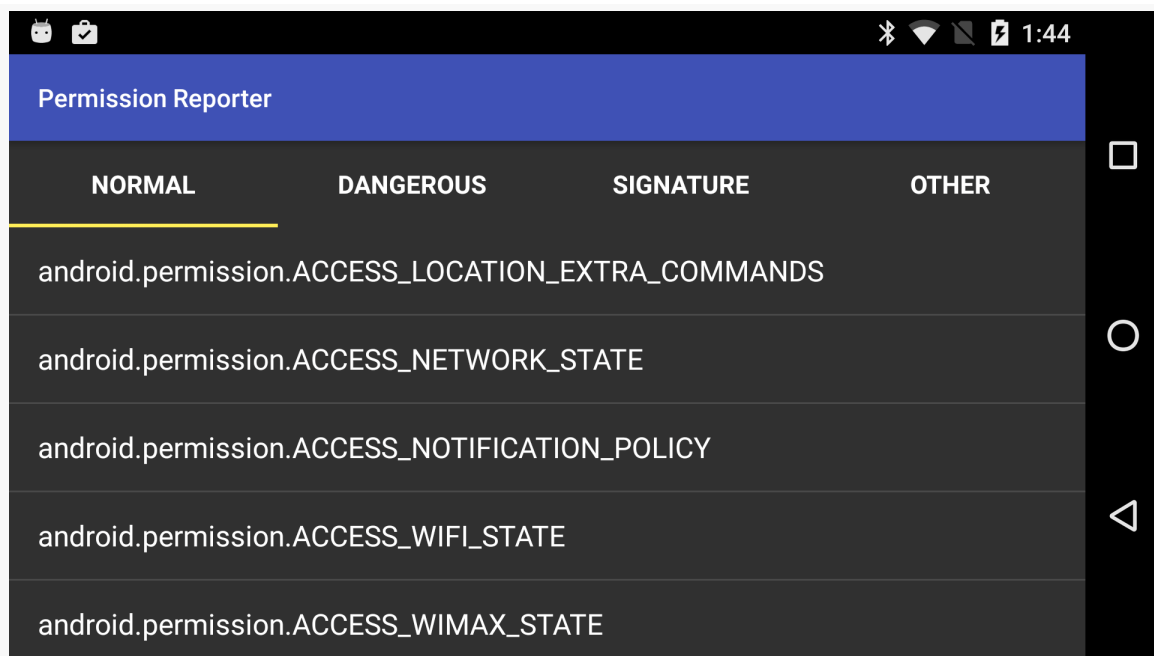 1:44
Permission Reporter
NORMAL DANGEROUS SIGNATURE OTHER
android.permission.ACCESS_LOCATION_EXTRA_COMMANDS
android.permission.ACCESS_NETWORK_STATE
android.permission.ACCESS_NOTIFICATION_POLICY
android.permission.ACCESS_WIFI_STATE
android.permission.ACCESS_WIMAX_STATE